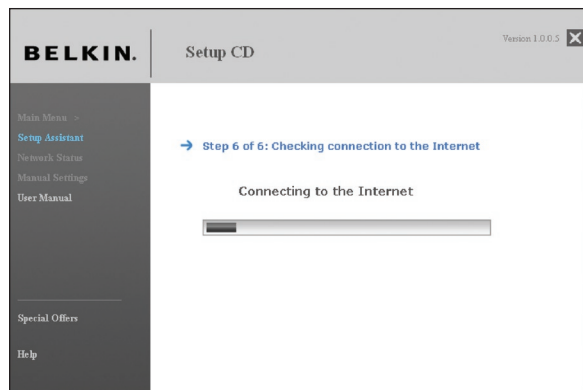 BELKIN.
Setup CD
Version 1.0.0.5
Main Menu >
Setup Assistant
Network Status
Manual Settings
User Manual
Special Offers
Help
→ Step 6 of 6: Checking connection to the Internet
Connecting to the Internet